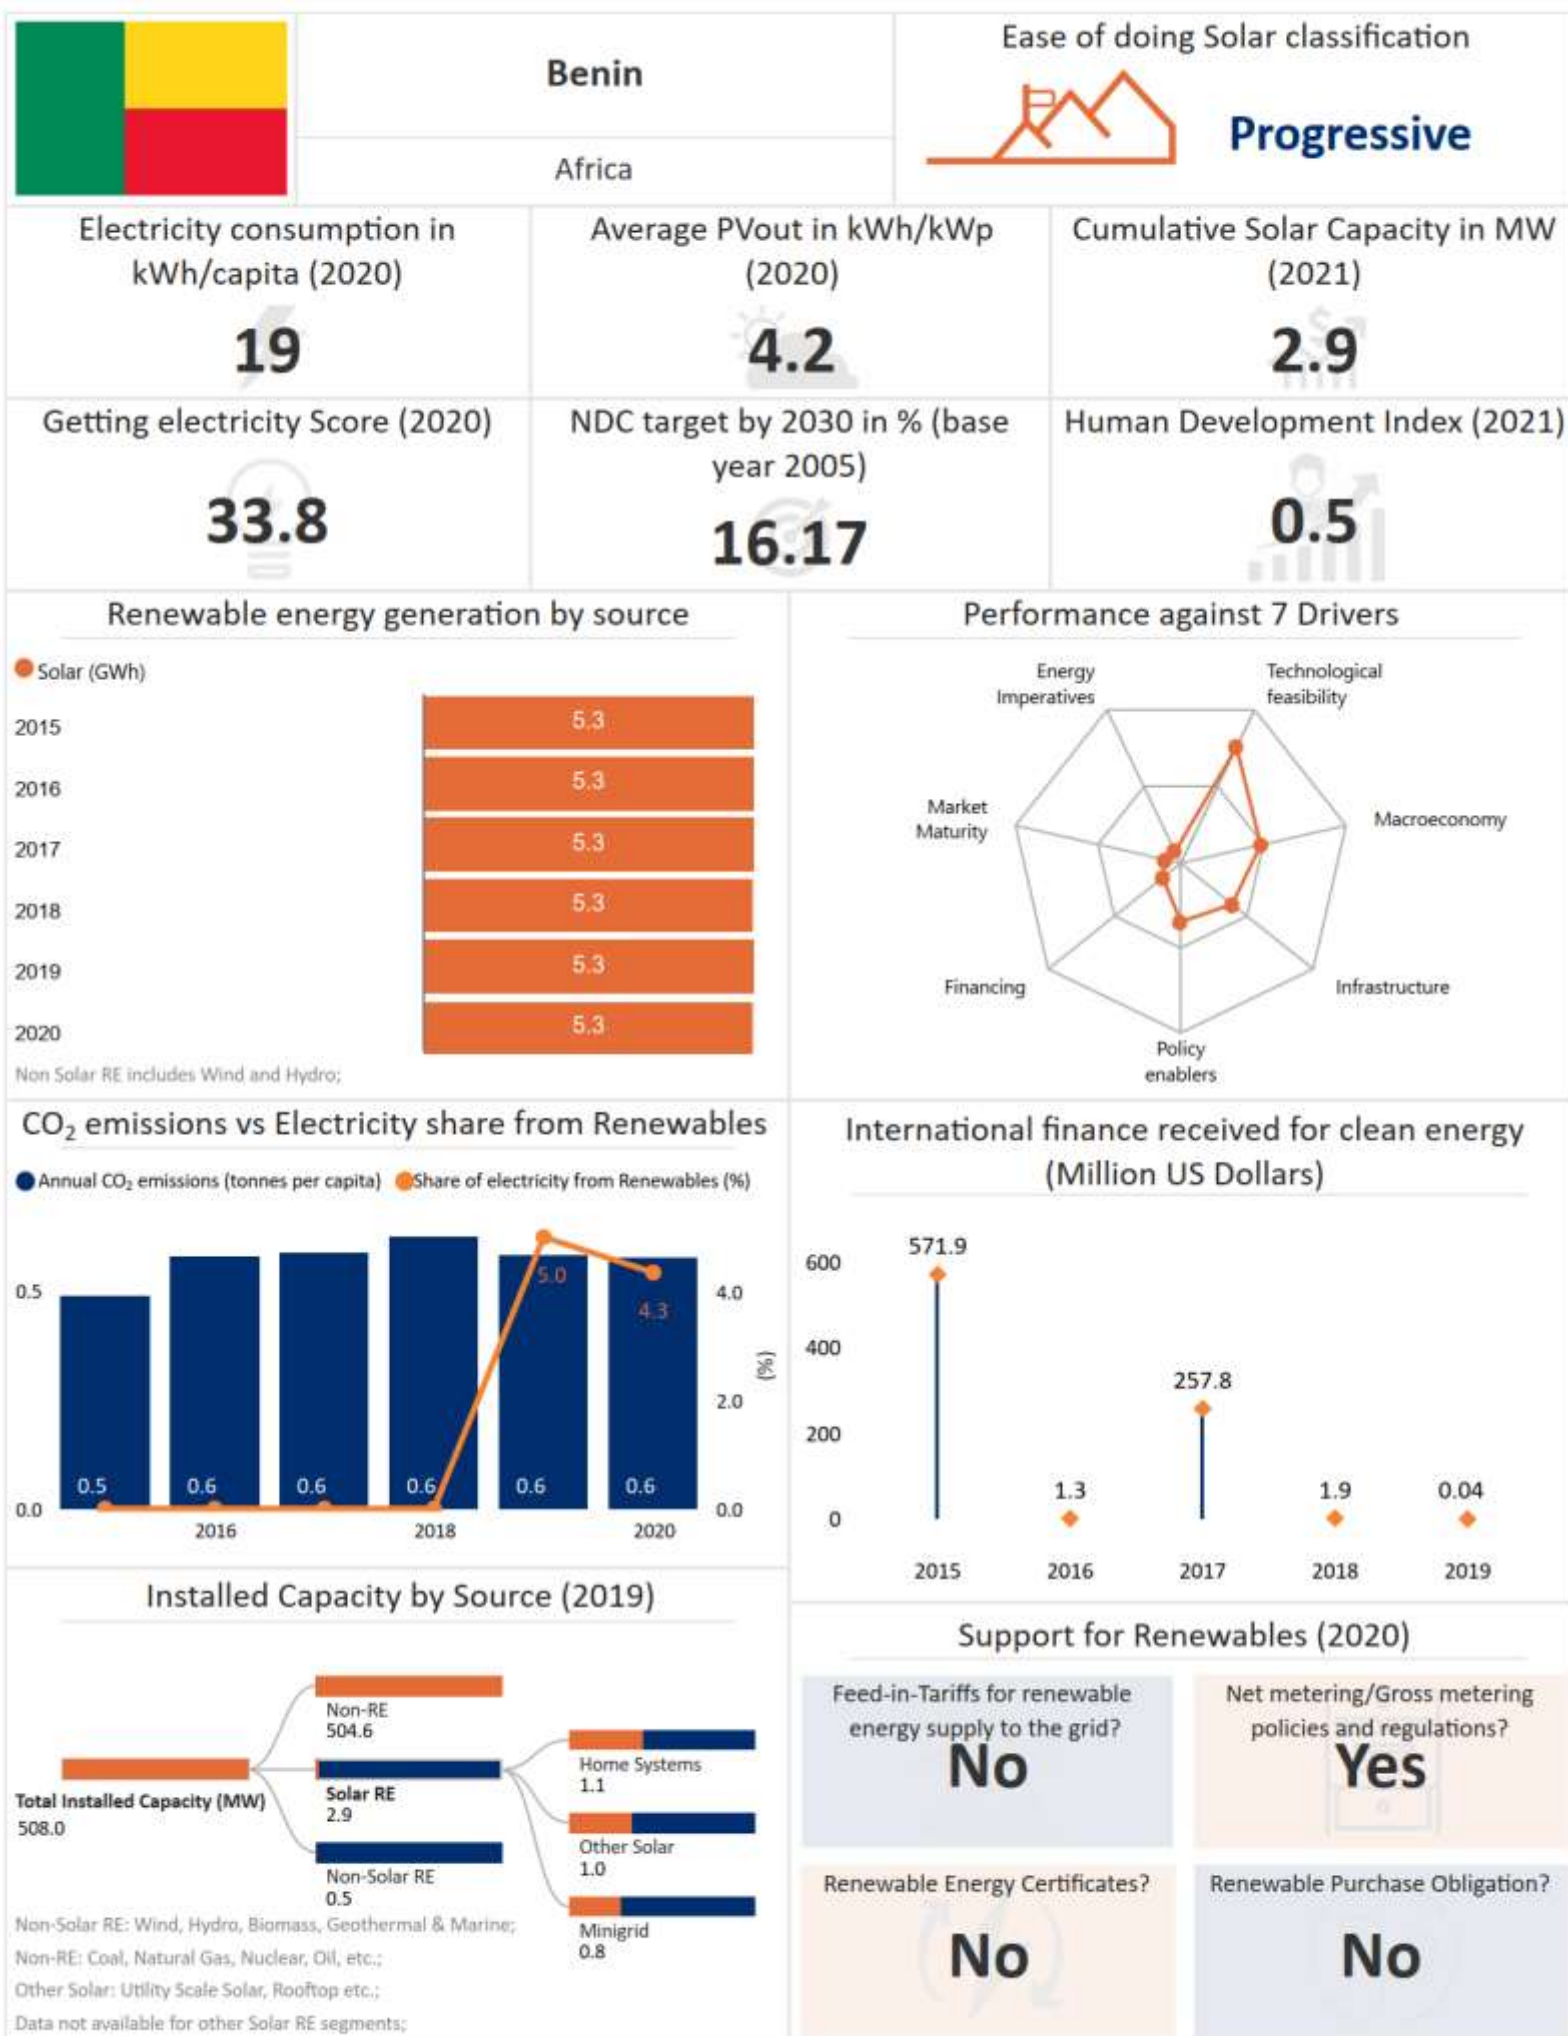 Benin
Africa
Ease of doing Solar classification
Progressive
Electricity consumption in
kWh/capita (2020)
19
Average PVout in kWh/kWp
(2020)
4.2
Cumulative Solar Capacity in MW
(2021)
2.9
Getting electricity Score (2020)
33.8
NDC target by 2030 in % (base
year 2005)
16.17
Human Development Index (2021)
0.5
Renewable energy generation by source
Solar (GWh)
2015
5.3
2016
5.3
2017
5.3
2018
5.3
2019
5.3
2020
5.3
Non Solar RE includes Wind and Hydro;
Performance against 7 Drivers
Energy
Imperatives
Technological
feasibility
Market
Maturity
Macroeconomy
Financing
Infrastructure
Policy
enablers
CO₂ emissions vs Electricity share from Renewables
Annual CO₂ emissions (tonnes per capita)
Share of electricity from Renewables (%)
0.5
0.0
5.0
4.3
0.5
0.6
0.6
0.6
0.6
0.6
4.0
2.0
0.0
(%)
2016
2018
2020
International finance received for clean energy
(Million US Dollars)
600
400
200
0
571.9
1.3
257.8
1.9
0.04
2015
2016
2017
2018
2019
Installed Capacity by Source (2019)
Total Installed Capacity (MW)
508.0
Non-RE
504.6
Solar RE
2.9
Non-Solar RE
0.5
Home Systems
1.1
Other Solar
1.0
Minigrid
0.8
Non-Solar RE: Wind, Hydro, Biomass, Geothermal & Marine;
Non-RE: Coal, Natural Gas, Nuclear, Oil, etc.;
Other Solar: Utility Scale Solar, Rooftop etc.;
Data not available for other Solar RE segments;
Support for Renewables (2020)
Feed-in-Tariffs for renewable
energy supply to the grid?
No
Net metering/Gross metering
policies and regulations?
Yes
Renewable Energy Certificates?
No
Renewable Purchase Obligation?
No